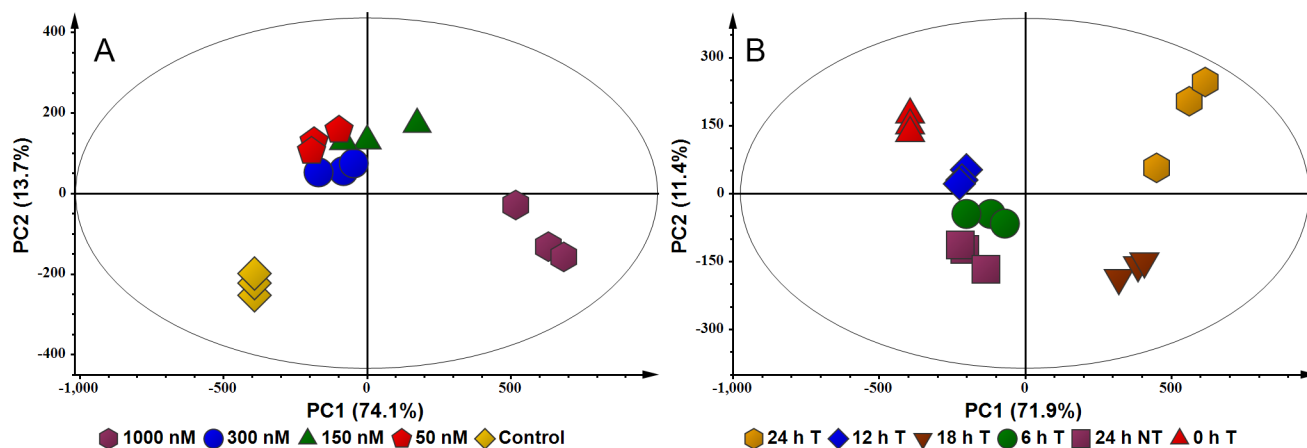 A
400
200
0
-200
-400
PC2 (13.7%)
-1,000
-500
0
500
PC1 (74.1%)
1000 nM 300 nM 150 nM 50 nM Control
B
300
150
0
-150
-300
PC2 (11.4%)
-1,000
-500
0
500
PC1 (71.9%)
24 h T 12 h T 18 h T 6 h T 24 h NT 0 h T